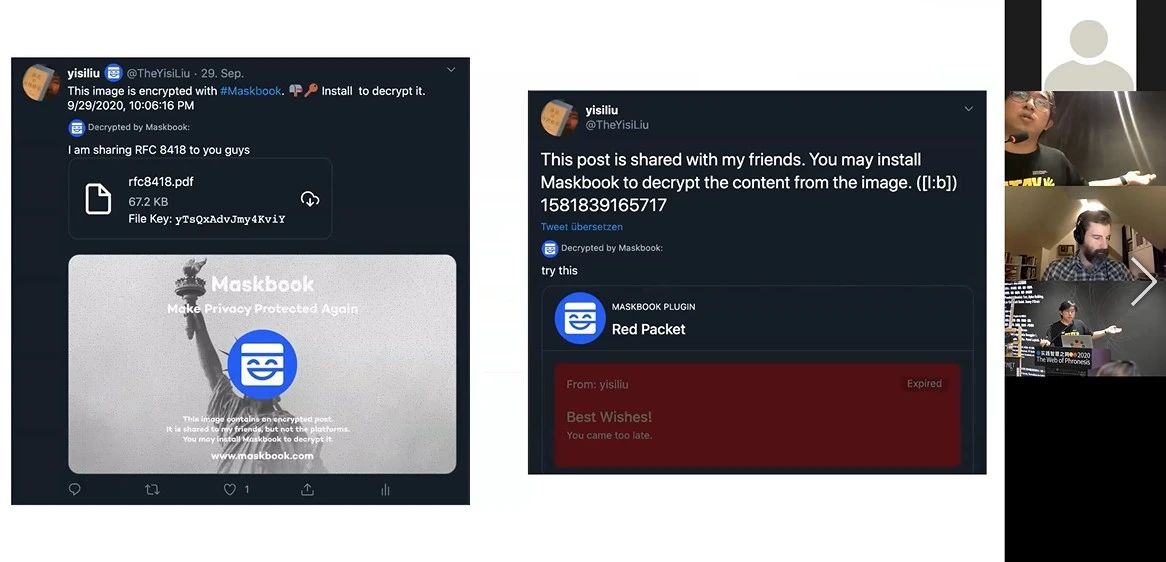 yisiliu @TheYisiLiu · 29. Sep.
This image is encrypted with #Maskbook. Install to decrypt it.
9/29/2020, 10:06:16 PM
Decrypted by Maskbook:
I am sharing RFC 8418 to you guys
rfc8418.pdf
67.2 KB
File Key: yTsQxAdvJmy4KviY
Maskbook
Make Privacy Protected Again
This image contains an encrypted post.
It is shared to my friends, but not the platforms.
You may install Maskbook to decrypt it.
www.maskbook.com
1
yisiliu
@TheYisiLiu
This post is shared with my friends. You may install
Maskbook to decrypt the content from the image. ([I:b])
1581839165717
Tweet übersetzen
Decrypted by Maskbook:
try this
MASKBOOK PLUGIN
Red Packet
From: yisiliu
Expired
Best Wishes!
You came too late.
2020
The Web of Phronesis